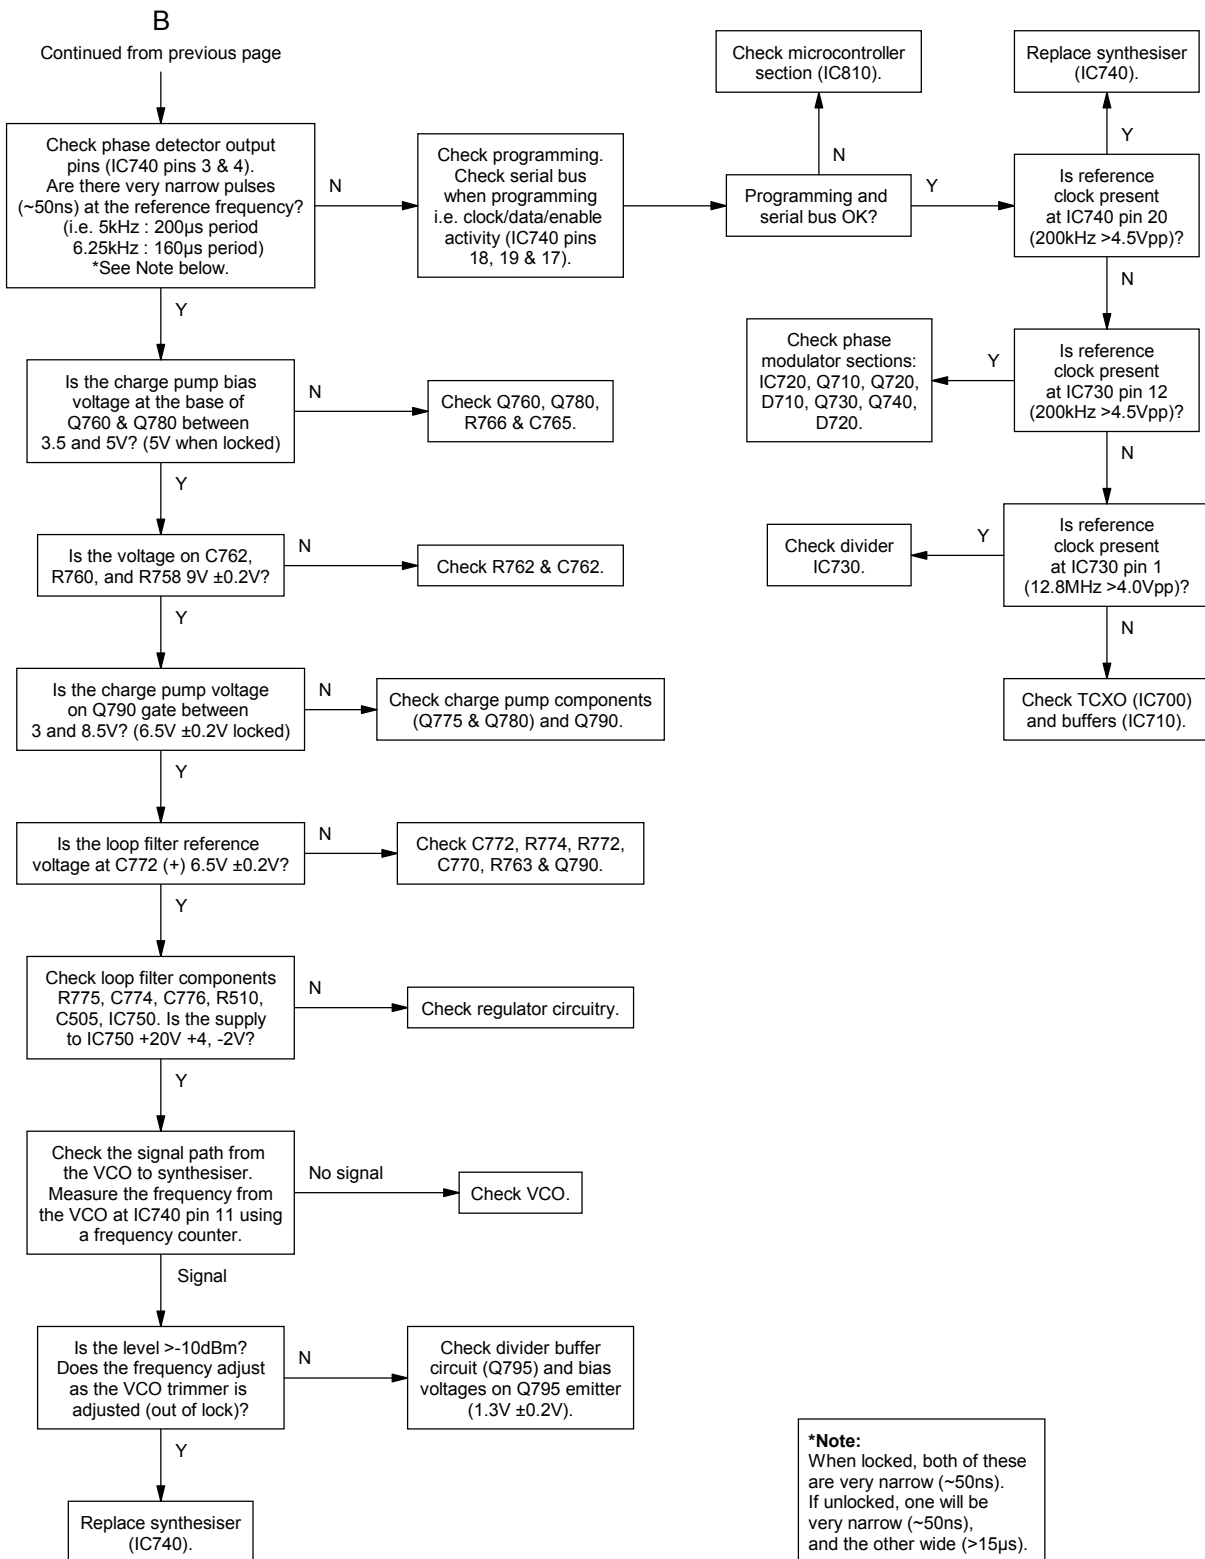 B
Continued from previous page
Check phase detector output
pins (IC740 pins 3 & 4).
Are there very narrow pulses
(~50ns) at the reference frequency?
(i.e. 5kHz : 200µs period
6.25kHz : 160µs period)
*See Note below.
N
Y
Check programming.
Check serial bus
when programming
i.e. clock/data/enable
activity (IC740 pins
18, 19 & 17).
Check microcontroller
section (IC810).
N
Programming and
serial bus OK?
Y
Replace synthesiser
(IC740).
Y
Is reference
clock present
at IC740 pin 20
(200kHz >4.5Vpp)?
N
Check phase
modulator sections:
IC720, Q710, Q720,
D710, Q730, Q740,
D720.
Y
Is reference
clock present
at IC730 pin 12
(200kHz >4.5Vpp)?
N
Check divider
IC730.
Y
Is reference
clock present
at IC730 pin 1
(12.8MHz >4.0Vpp)?
N
Check TCXO (IC700)
and buffers (IC710).
Is the charge pump bias
voltage at the base of
Q760 & Q780 between
3.5 and 5V? (5V when locked)
N
Check Q760, Q780,
R766 & C765.
Y
Is the voltage on C762,
R760, and R758 9V ±0.2V?
N
Check R762 & C762.
Y
Is the charge pump voltage
on Q790 gate between
3 and 8.5V? (6.5V ±0.2V locked)
N
Check charge pump components
(Q775 & Q780) and Q790.
Y
Is the loop filter reference
voltage at C772 (+) 6.5V ±0.2V?
N
Check C772, R774, R772,
C770, R763 & Q790.
Y
Check loop filter components
R775, C774, C776, R510,
C505, IC750. Is the supply
to IC750 +20V +4, -2V?
N
Check regulator circuitry.
Y
Check the signal path from
the VCO to synthesiser.
Measure the frequency from
the VCO at IC740 pin 11 using
a frequency counter.
No signal
Check VCO.
Signal
Is the level >-10dBm?
Does the frequency adjust
as the VCO trimmer is
adjusted (out of lock)?
N
Check divider buffer
circuit (Q795) and bias
voltages on Q795 emitter
(1.3V ±0.2V).
Y
Replace synthesiser
(IC740).
*Note:
When locked, both of these
are very narrow (~50ns).
If unlocked, one will be
very narrow (~50ns),
and the other wide (>15µs).